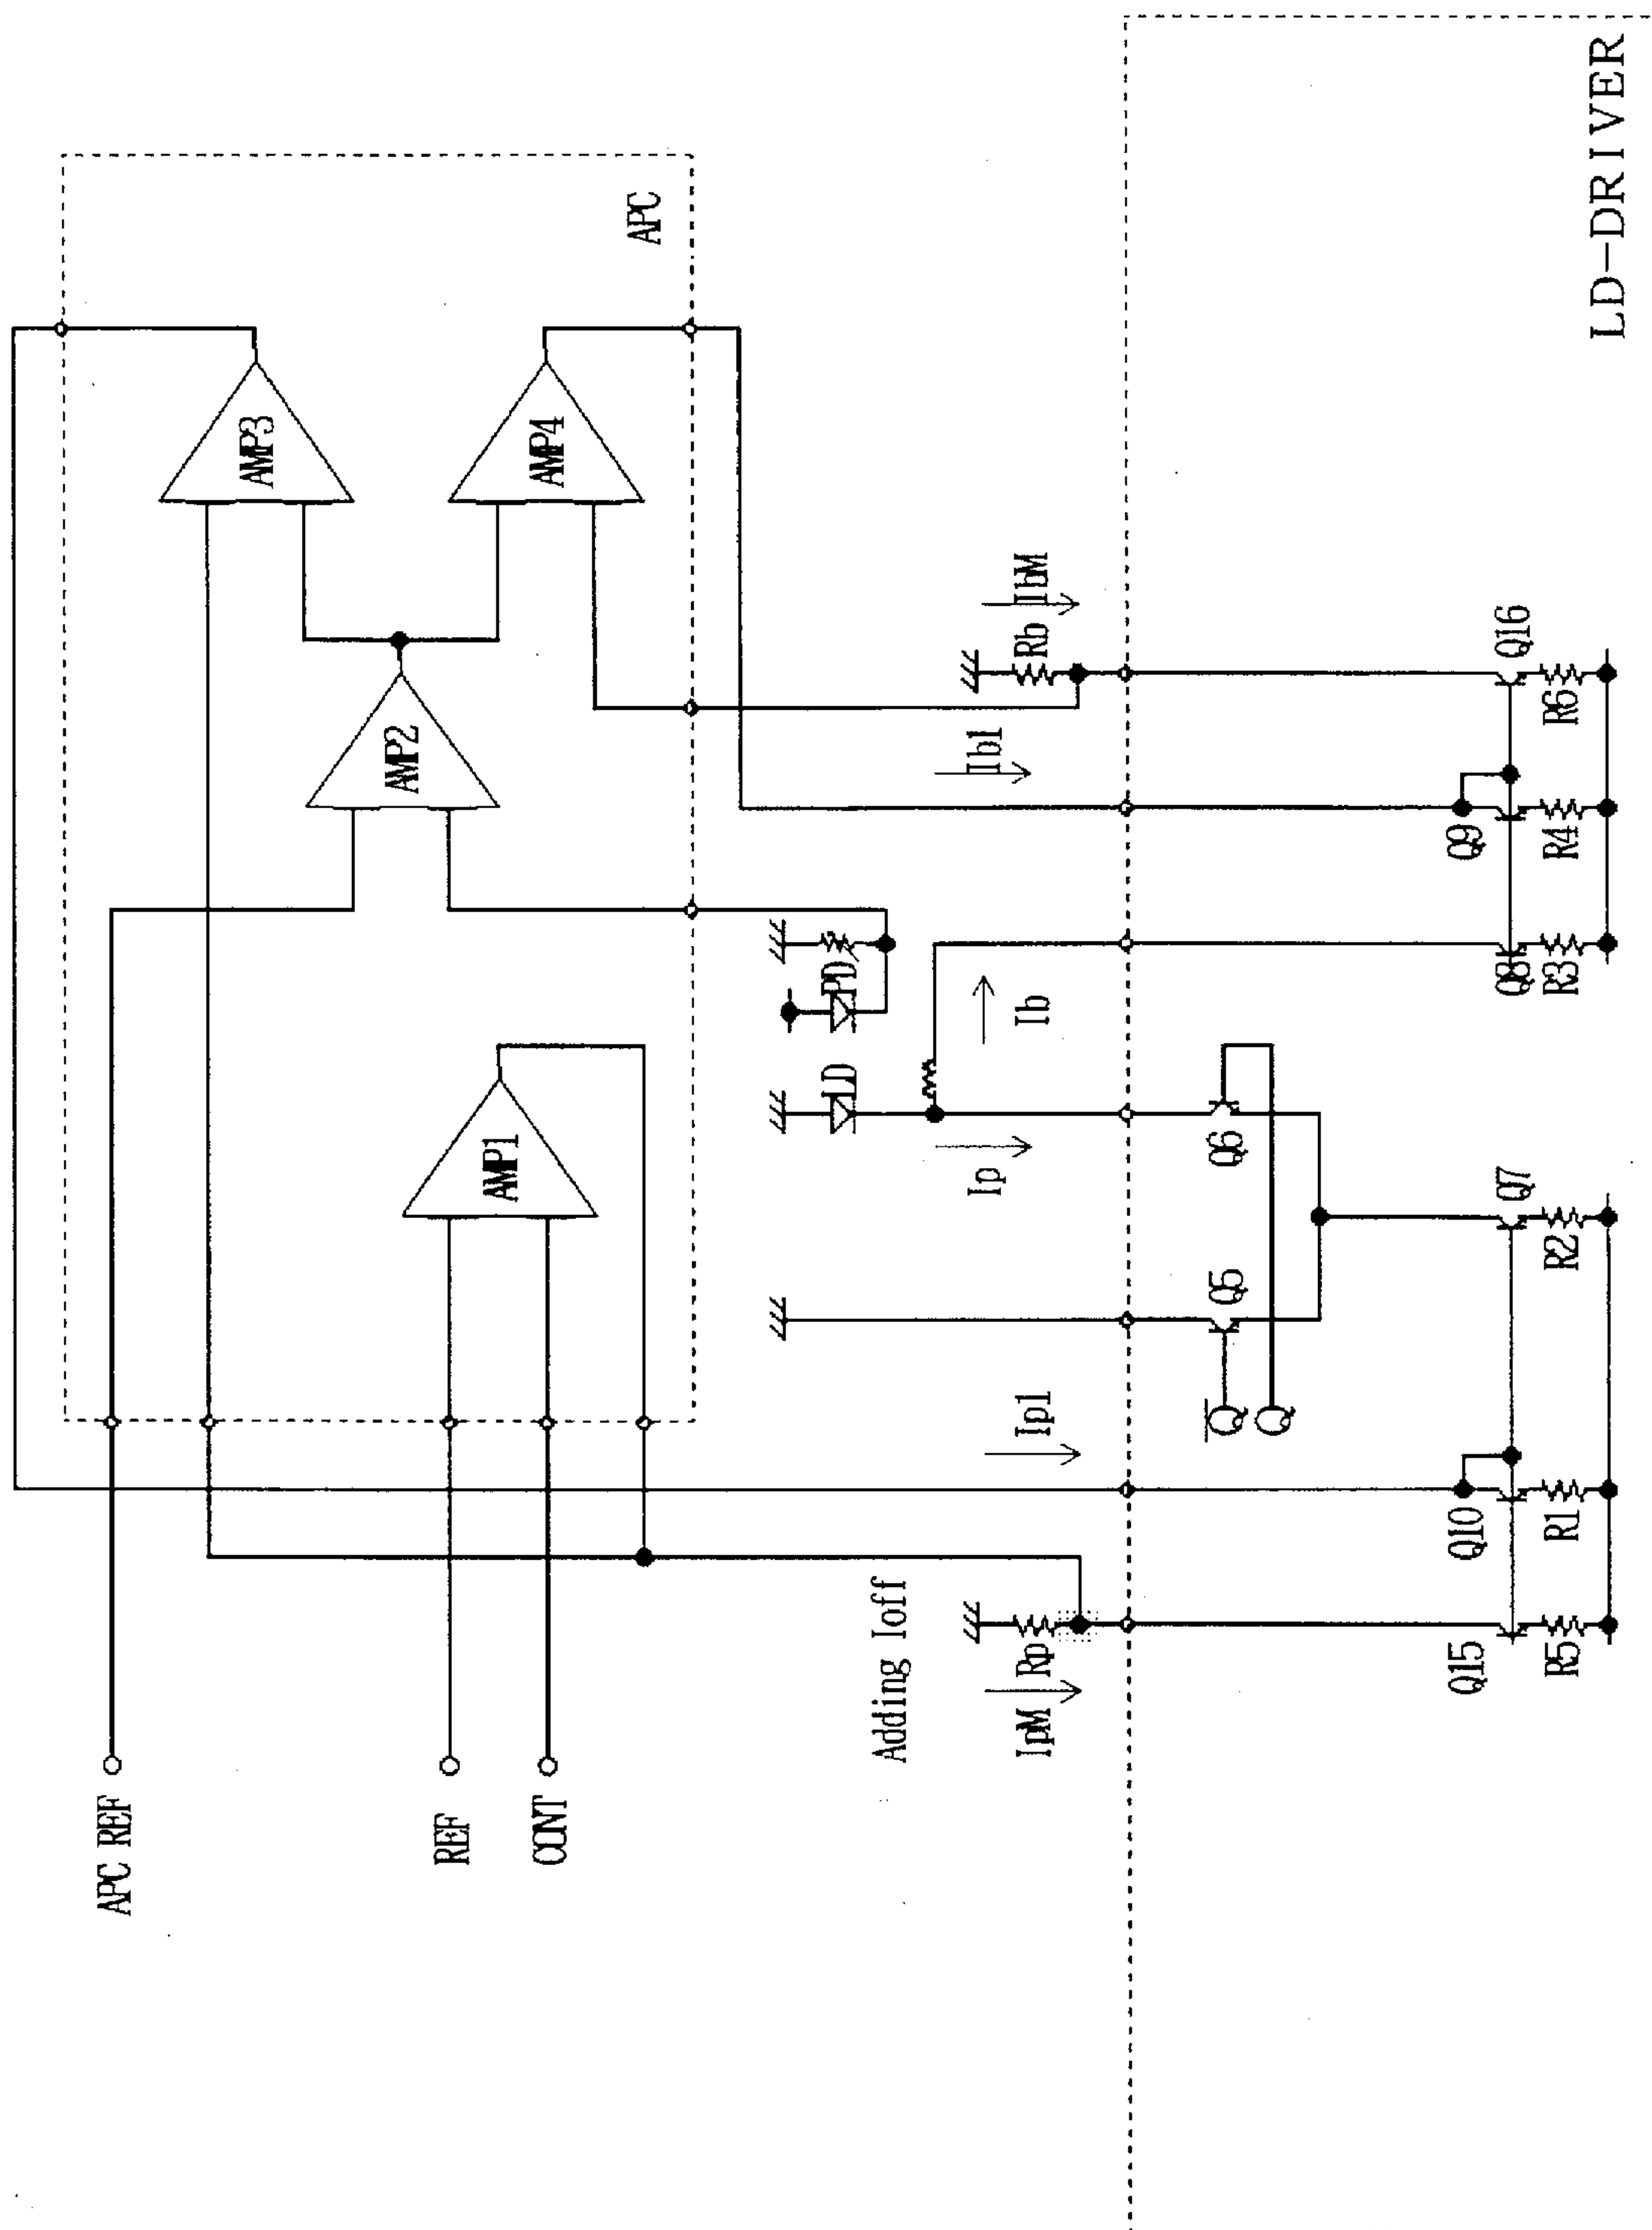 APC REF
REF
CONT
AMP1
AMP2
AMP3
AMP4
APC
Adding Ioff
IpM
Rp
Ip1
Ip
LD
PD
Ib
Ib1
Rb
IbM
Q̅
Q
Q5
Q6
Q15
Q10
Q7
Q8
Q9
Q16
R5
R1
R2
R3
R4
R6
LD-DRIVER